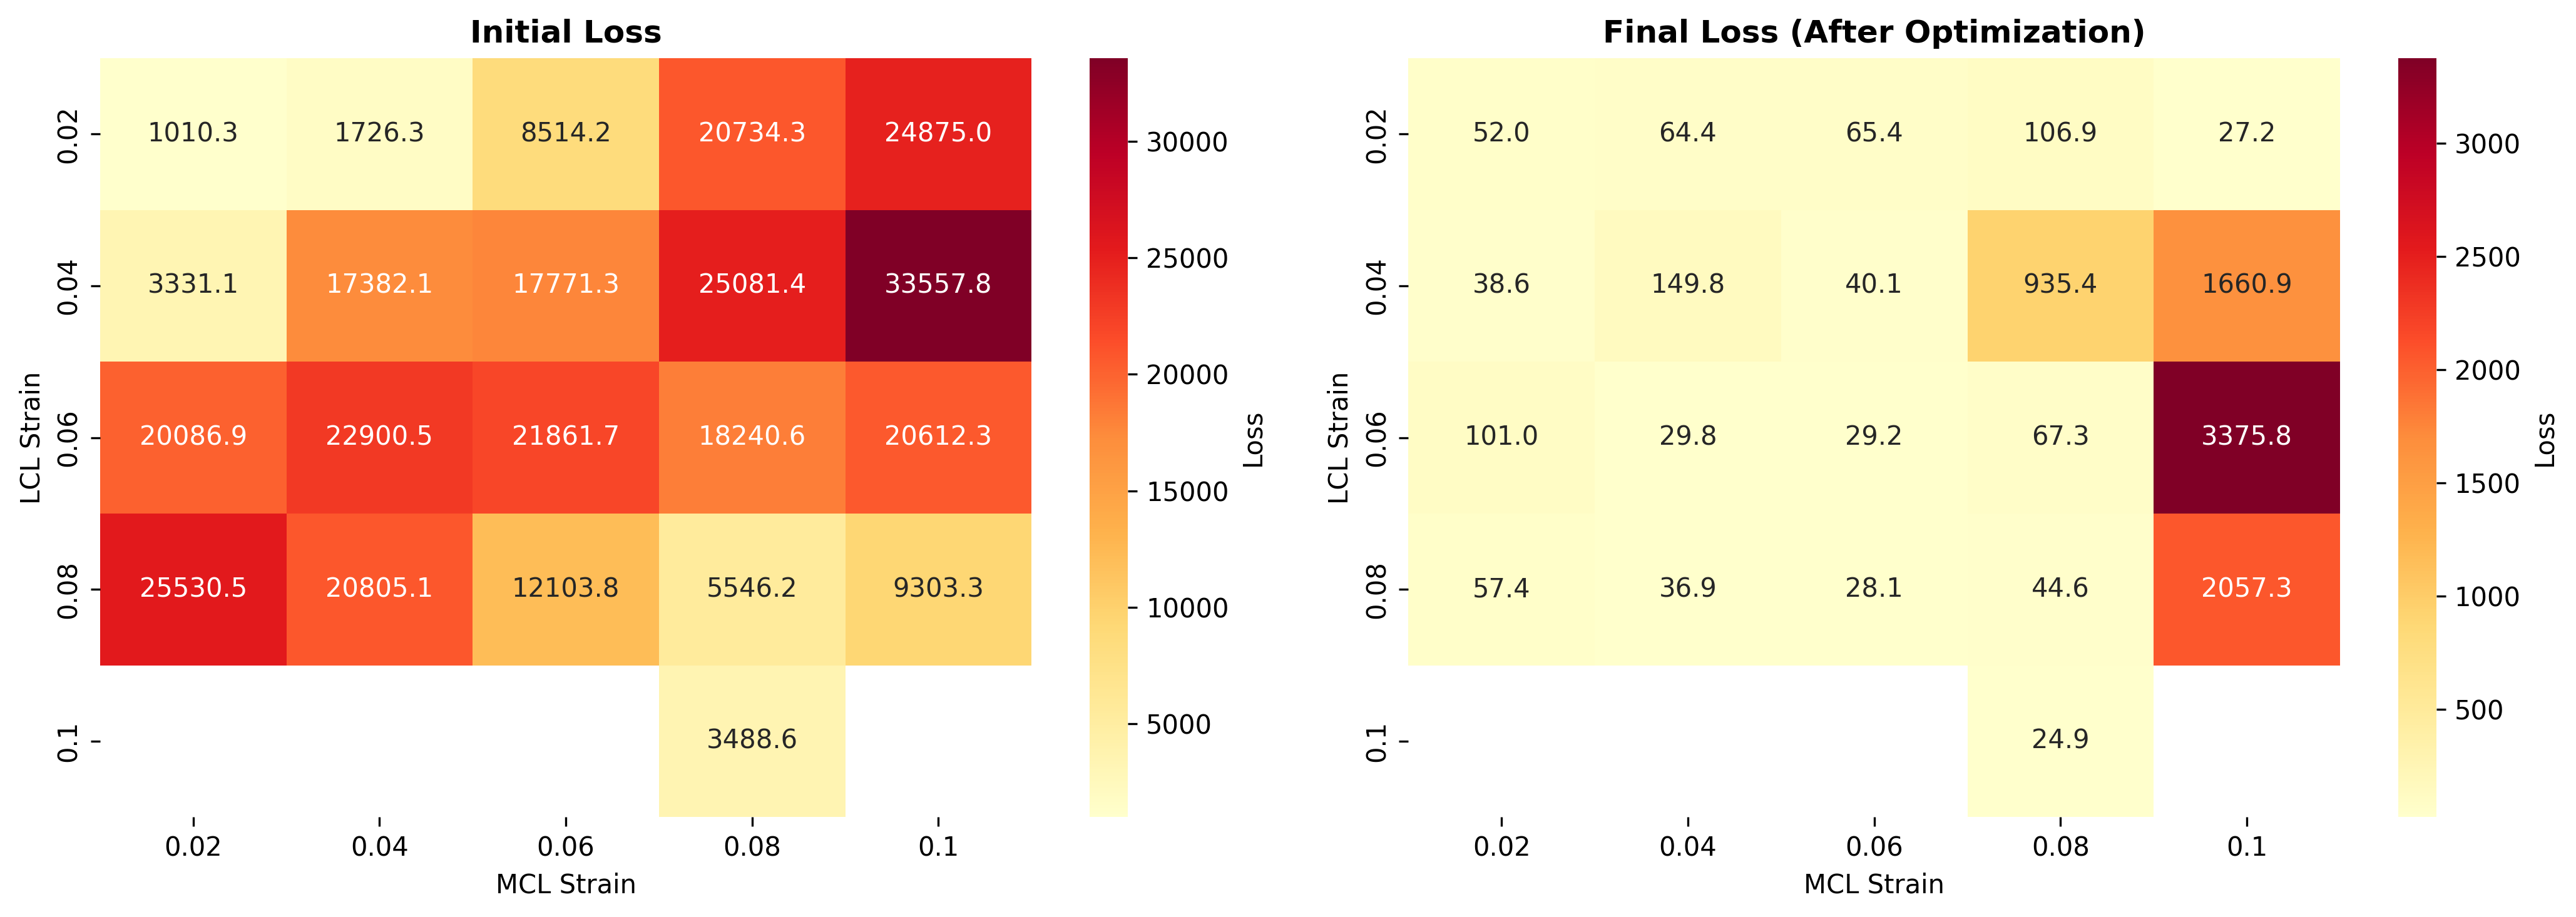 Initial Loss
LCL Strain
0.02
1010.3 1726.3 8514.2 20734.3 24875.0
0.04
3331.1 17382.1 17771.3 25081.4 33557.8
0.06
20086.9 22900.5 21861.7 18240.6 20612.3
0.08
25530.5 20805.1 12103.8 5546.2 9303.3
0.1
3488.6
0.02 0.04 0.06 0.08 0.1
MCL Strain
30000
25000
20000
15000
10000
5000
Loss
Final Loss (After Optimization)
LCL Strain
0.02
52.0 64.4 65.4 106.9 27.2
0.04
38.6 149.8 40.1 935.4 1660.9
0.06
101.0 29.8 29.2 67.3 3375.8
0.08
57.4 36.9 28.1 44.6 2057.3
0.1
24.9
0.02 0.04 0.06 0.08 0.1
MCL Strain
3000
2500
2000
1500
1000
500
Loss